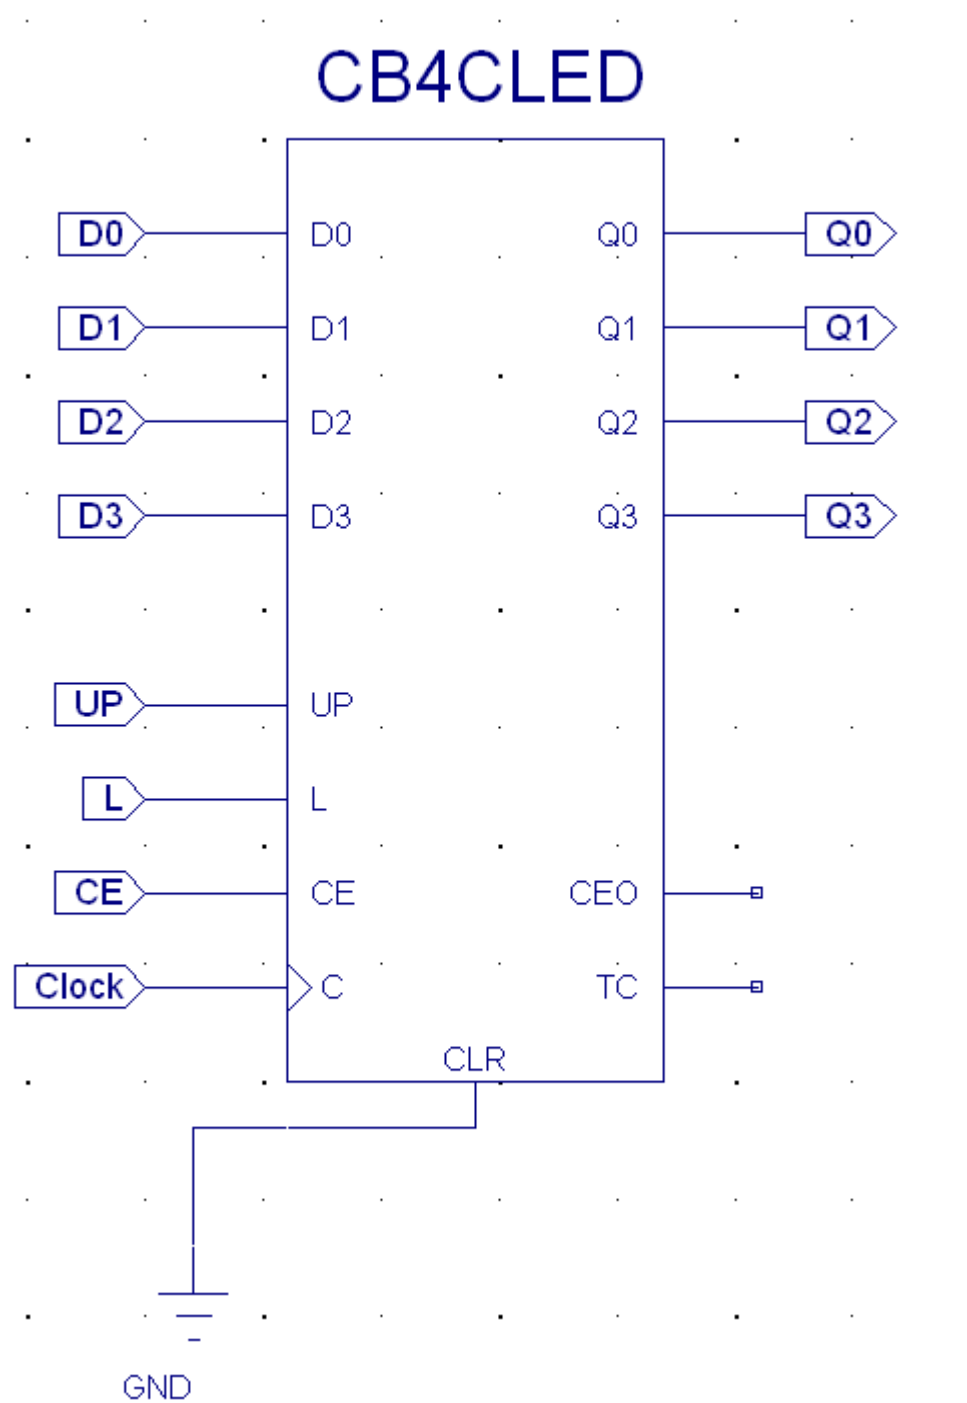 CB4CLED
D0 D0 Q0 Q0
D1 D1 Q1 Q1
D2 D2 Q2 Q2
D3 D3 Q3 Q3
UP UP
L L
CE CE CEO
Clock C TC
CLR
GND